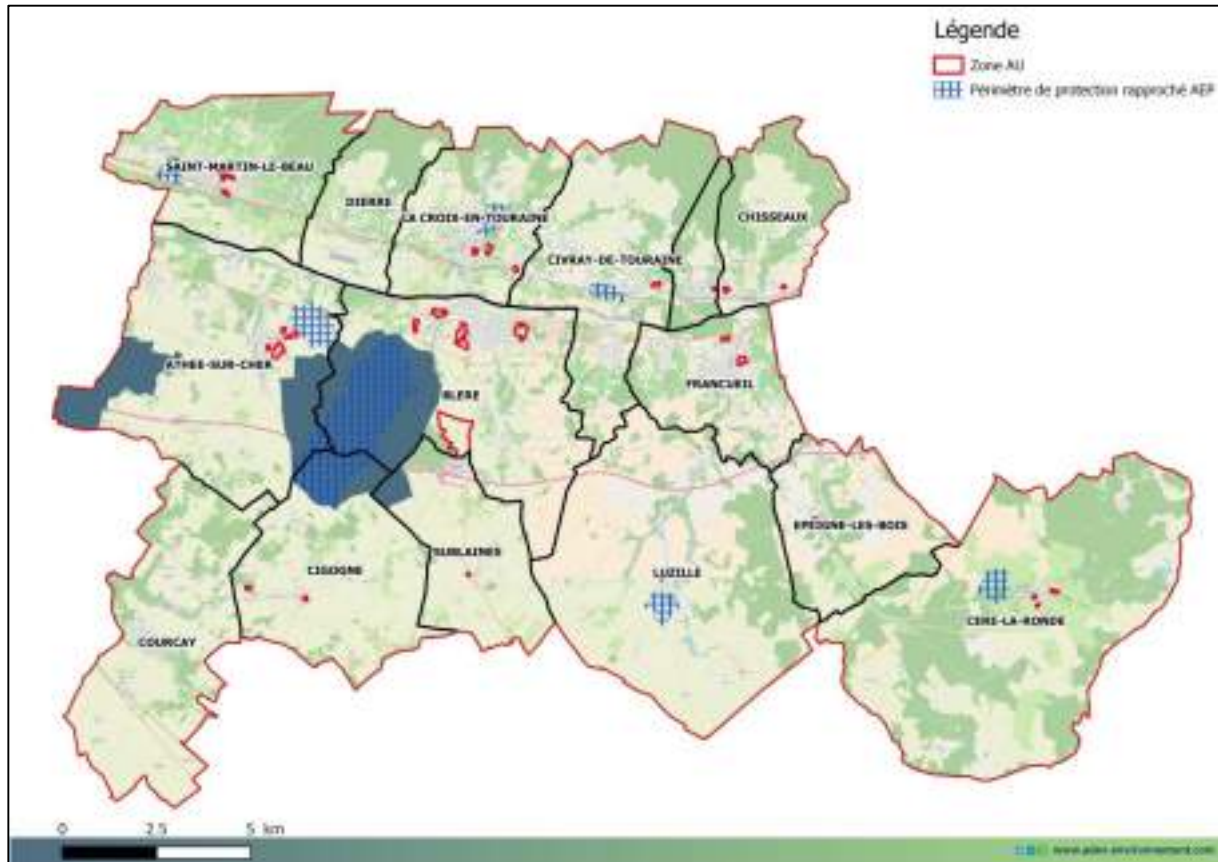 Légende
Zone AU
Périmètre de protection rapproché AEP
SAINT-MARTIN-LE-BEAU
DIERRE
LA CROIX-EN-TOURAINE
CHISSEAUX
CIVRAY-DE-TOURAINE
ATHEE-SUR-CHER
BLERE
FRANCUEIL
EPEIGNE-LES-BOIS
SUBLAINES
CIGOGNE
LUZILLE
CERE-LA-RONDE
COURCAY
0 2.5 5 km